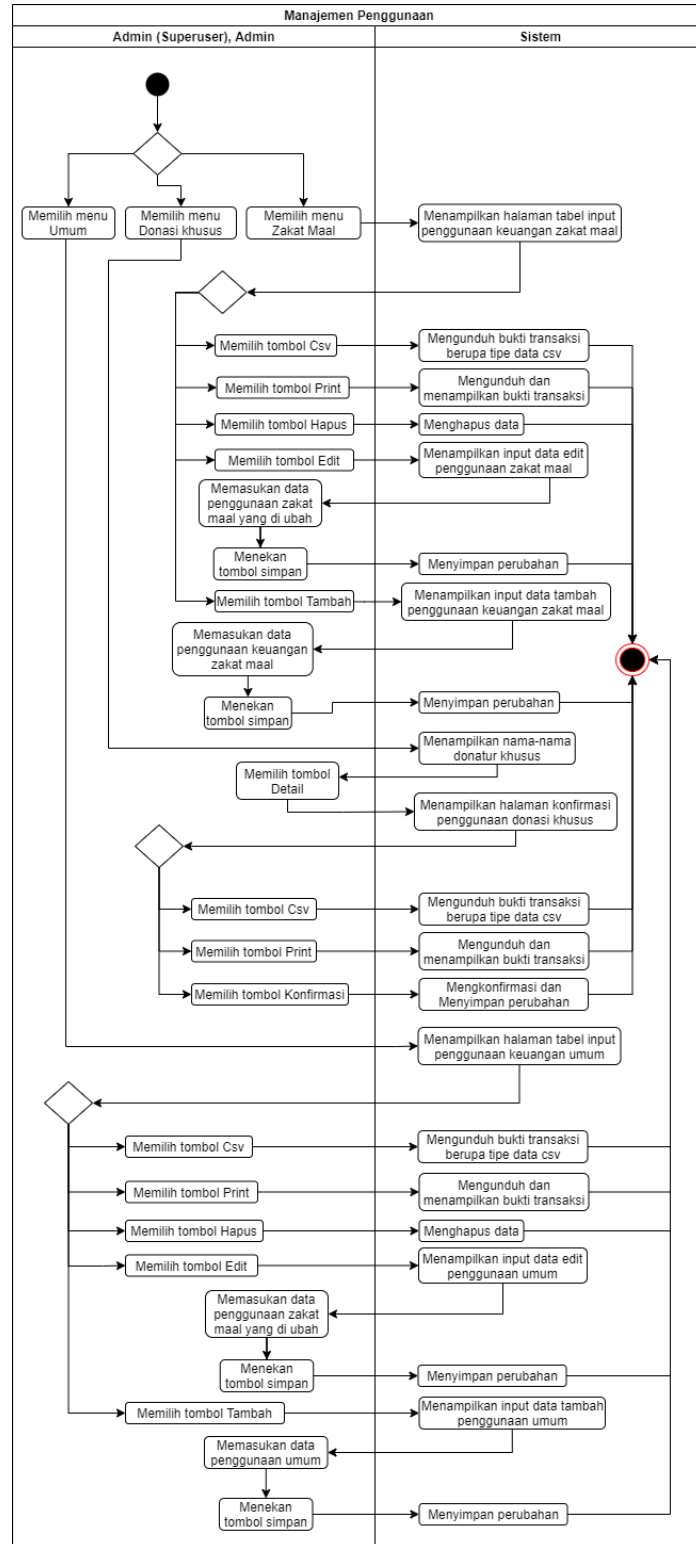 Manajemen Penggunaan
Admin (Superuser), Admin
Sistem
Memilih menu
Umum
Memilih menu
Donasi khusus
Memilih menu
Zakat Maal
Menampilkan halaman tabel input
penggunaan keuangan zakat maal
Memilih tombol Csv
Mengunduh bukti transaksi
berupa tipe data csv
Memilih tombol Print
Mengunduh dan
menampilkan bukti transaksi
Memilih tombol Hapus
Menghapus data
Memilih tombol Edit
Menampilkan input data edit
penggunaan zakat maal
Memasukan data
penggunaan zakat
maal yang di ubah
Menekan
tombol simpan
Menyimpan perubahan
Memilih tombol Tambah
Menampilkan input data tambah
penggunaan keuangan zakat maal
Memasukan data
penggunaan keuangan
zakat maal
Menekan
tombol simpan
Menyimpan perubahan
Menampilkan nama-nama
donatur khusus
Memilih tombol
Detail
Menampilkan halaman konfirmasi
penggunaan donasi khusus
Memilih tombol Csv
Mengunduh bukti transaksi
berupa tipe data csv
Memilih tombol Print
Mengunduh dan
menampilkan bukti transaksi
Memilih tombol Konfirmasi
Mengkonfirmasi dan
Menyimpan perubahan
Menampilkan halaman tabel input
penggunaan keuangan umum
Memilih tombol Csv
Mengunduh bukti transaksi
berupa tipe data csv
Memilih tombol Print
Mengunduh dan
menampilkan bukti transaksi
Memilih tombol Hapus
Menghapus data
Memilih tombol Edit
Menampilkan input data edit
penggunaan umum
Memasukan data
penggunaan zakat
maal yang di ubah
Menekan
tombol simpan
Menyimpan perubahan
Memilih tombol Tambah
Menampilkan input data tambah
penggunaan umum
Memasukan data
penggunaan umum
Menekan
tombol simpan
Menyimpan perubahan